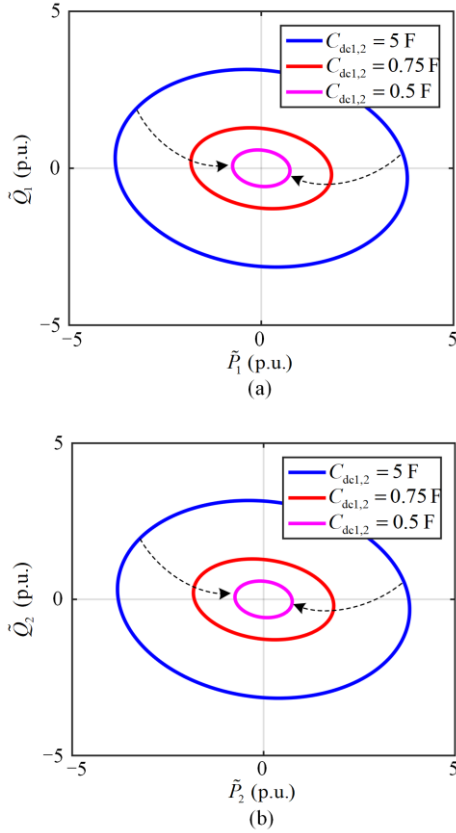 5
C_dc1,2 = 5 F
C_dc1,2 = 0.75 F
C_dc1,2 = 0.5 F
Q̃_1 (p.u.)
0
−5
−5 0 5
P̃_1 (p.u.)
(a)
5
C_dc1,2 = 5 F
C_dc1,2 = 0.75 F
C_dc1,2 = 0.5 F
Q̃_2 (p.u.)
0
−5
−5 0 5
P̃_2 (p.u.)
(b)